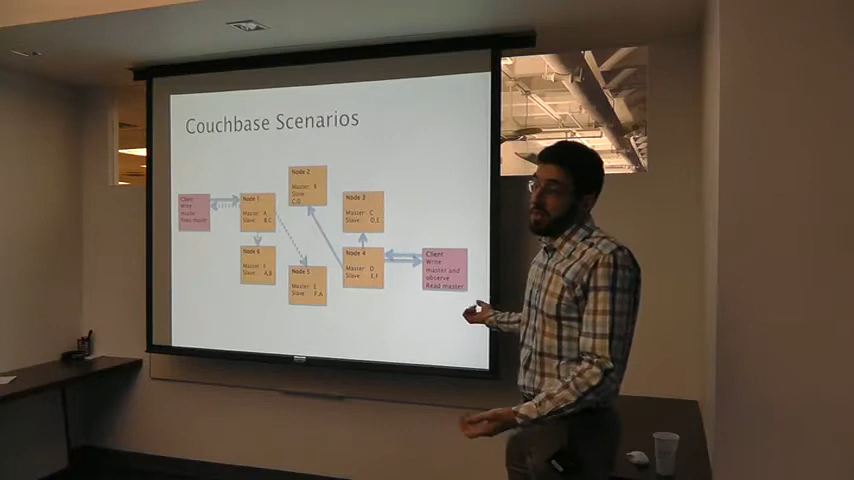 Couchbase Scenarios
Client
Write
master
Read master
Node 1
Master: A
Slave: B,C
Node 2
Master: B
Slave:
C,D
Node 3
Master: C
Slave: D,E
Node 6
Master: F
Slave: A,B
Node 5
Master: E
Slave: F,A
Node 4
Master: D
Slave: E,F
Client
Write
master and
observe
Read master